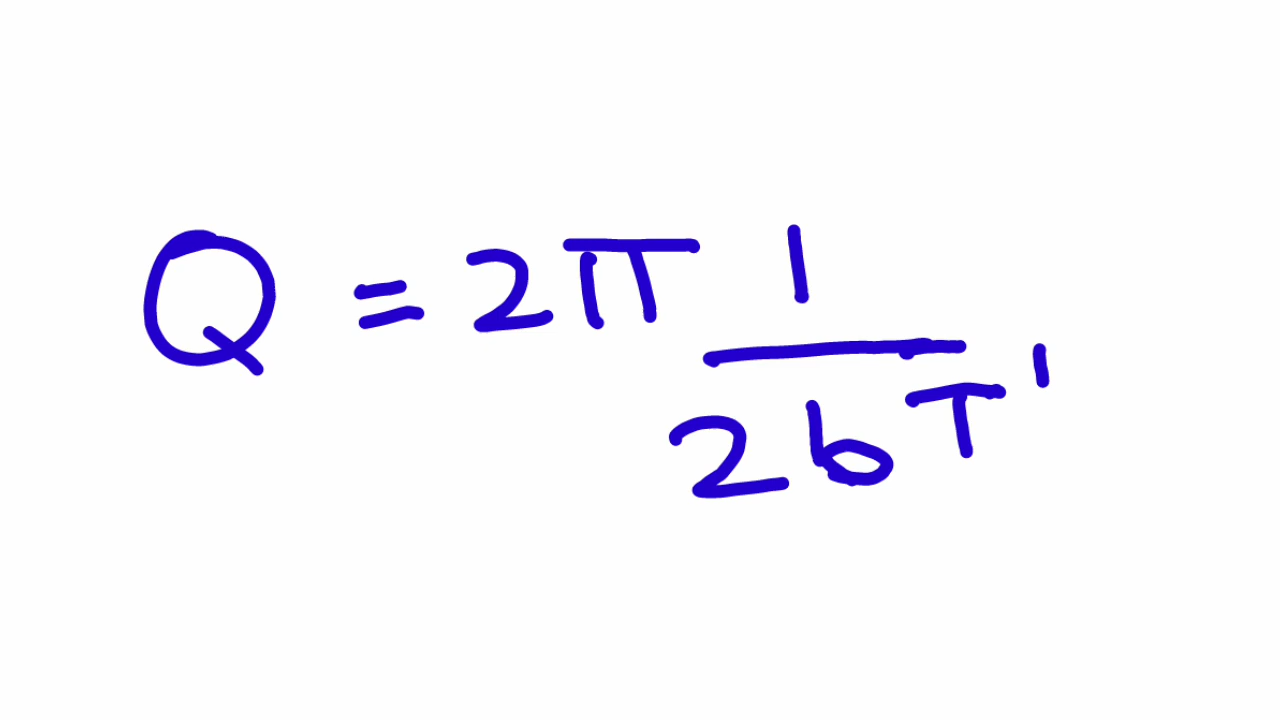 Q = 2π 1/2bT'